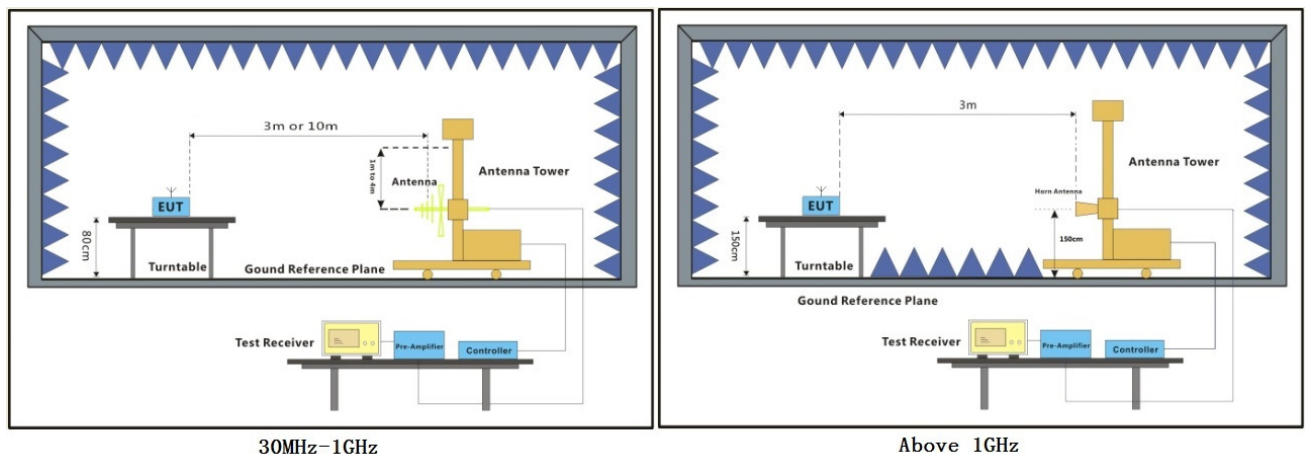 3m or 10m
1m to 4m
Antenna
Antenna Tower
EUT
80cm
Turntable
Gound Reference Plane
Test Receiver
Pre-Amplifier
Controller
30MHz-1GHz
3m
Antenna Tower
Horn Antenna
EUT
150cm
150cm
Turntable
Gound Reference Plane
Test Receiver
Pre-Amplifier
Controller
Above 1GHz